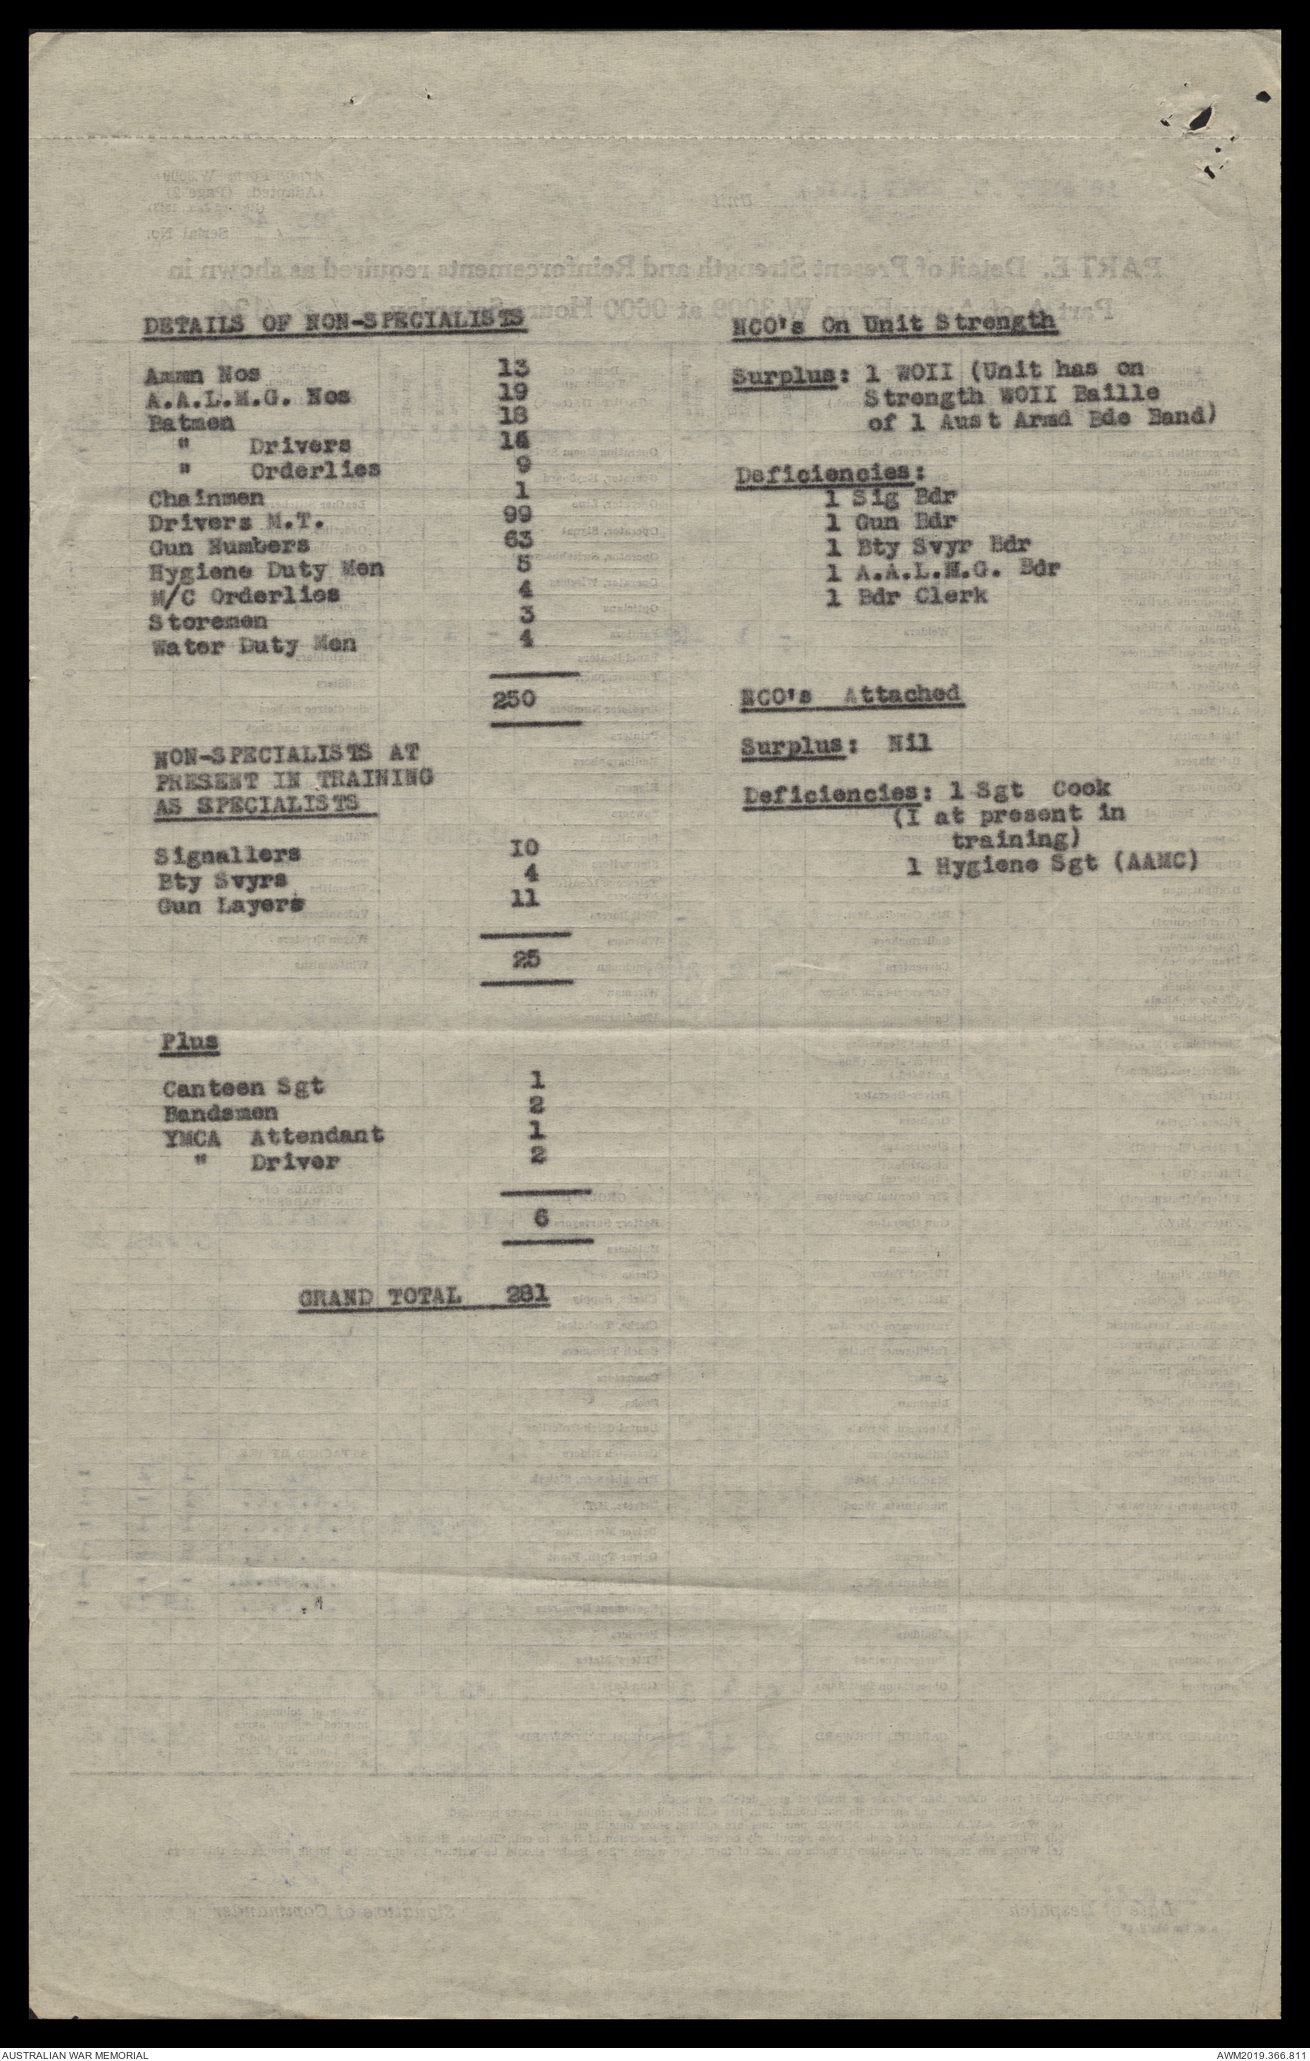 DETAILS OF NON-SPECIALISTS
Ammn Nos 13
A.A.L.M.G. Nos 19
Batmen 18
" Drivers
" Orderlies 9
Chainmen 1
Drivers M.T. 99
Gun Numbers 63
Hygiene Duty Men 5
M/C Orderlies 4
Storemen 3
Water Duty Men 4
250
NON-SPECIALISTS AT
PRESENT IN TRAINING
AS SPECIALISTS
Signallers 10
Bty Svyrs 4
Gun Layers 11
25
Plus
Canteen Sgt 1
Bandsmen 2
YMCA Attendant 1
" Driver 2
6
GRAND TOTAL 281
NCO's On Unit Strength
Surplus: 1 WOII (Unit has on
Strength WOII Baille
of 1 Aust Armd Bde Band)
Deficiencies:
1 Sig Bdr
1 Gun Bdr
1 Bty Svyr Bdr
1 A.A.L.M.G. Bdr
1 Bdr Clerk
NCO's Attached
Surplus: Nil
Deficiencies: 1 Sgt Cook
(I at present in
training)
1 Hygiene Sgt (AAMC)
AUSTRALIAN WAR MEMORIAL
AWM2019.366.811